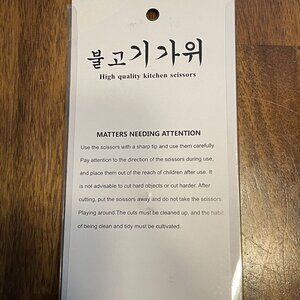 불고기가위
High quality kitchen scissors
MATTERS NEEDING ATTENTION
Use the scissors with a sharp tip and use them carefully.
Pay attention to the direction of the scissors during use,
and place them out of the reach of children after use. It
is not advisable to cut hard objects or cut harder. After
cutting, put the scissors away and do not take the scissors
Playing around.The cuts must be cleaned up, and the habit
of being clean and tidy must be cultivated.